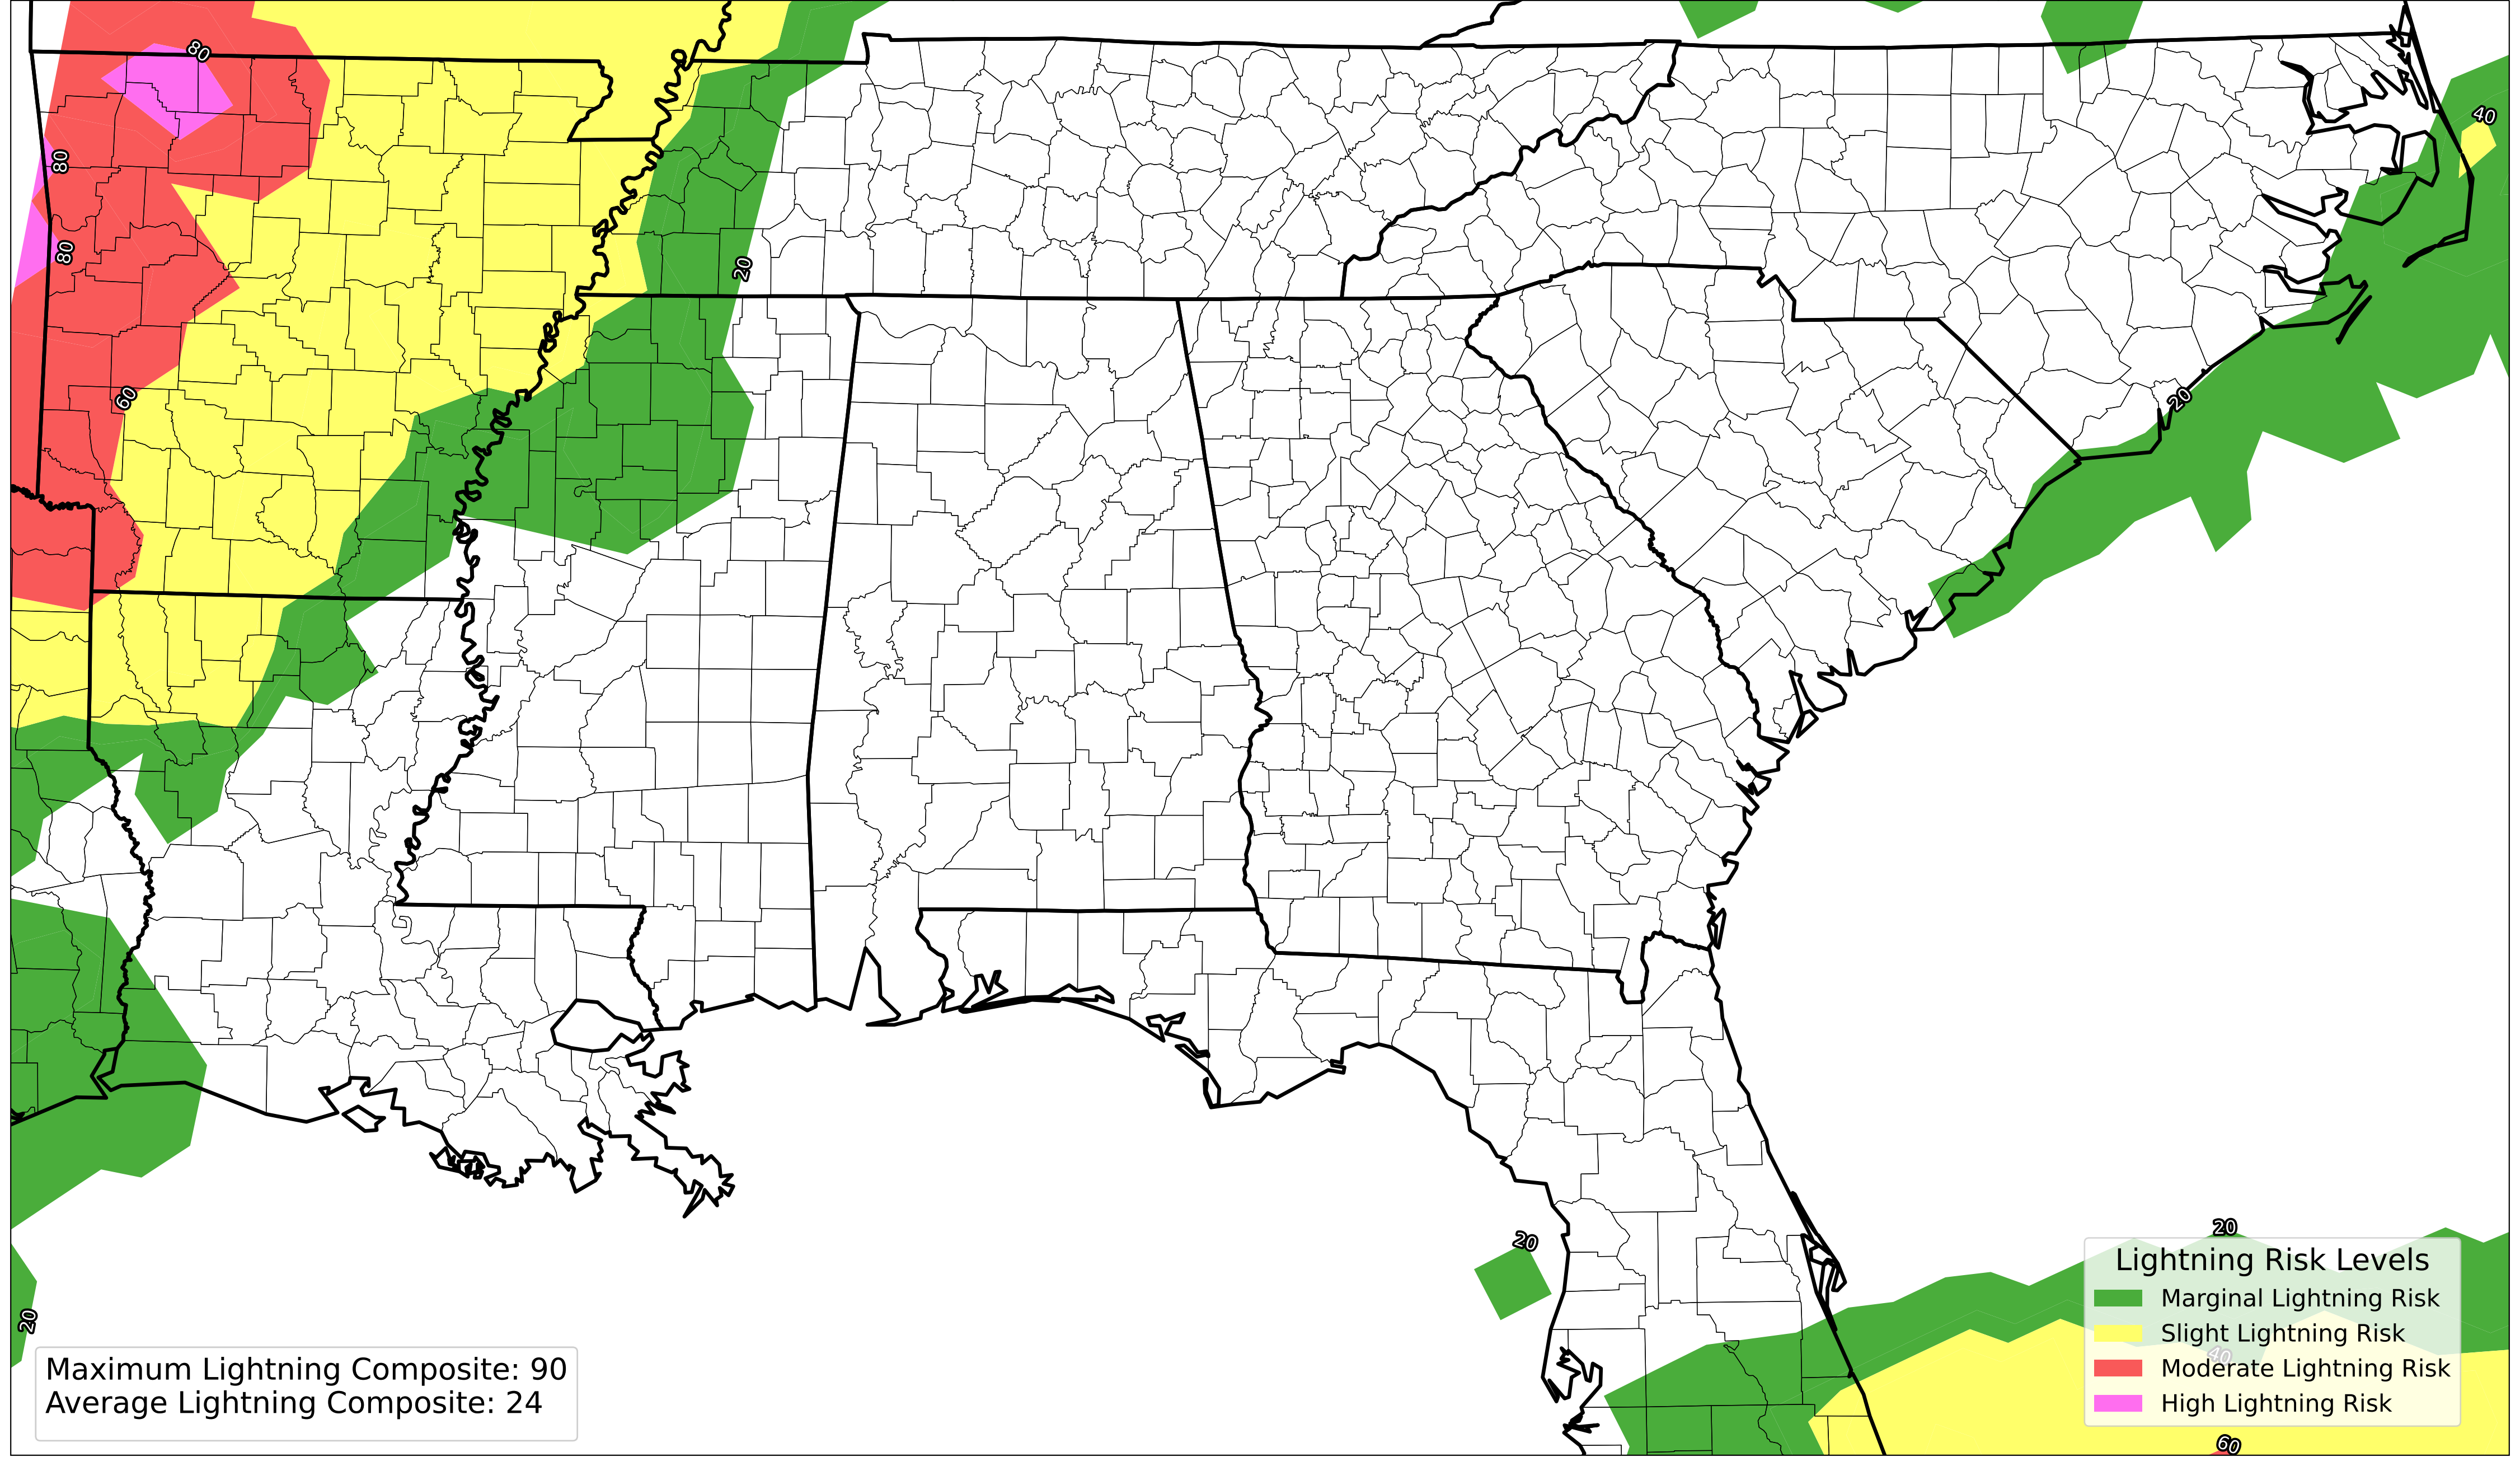 80
40
80
80
20
60
20
20
20
20
Lightning Risk Levels
Marginal Lightning Risk
Slight Lightning Risk
40
Moderate Lightning Risk
High Lightning Risk
Maximum Lightning Composite: 90
Average Lightning Composite: 24
60